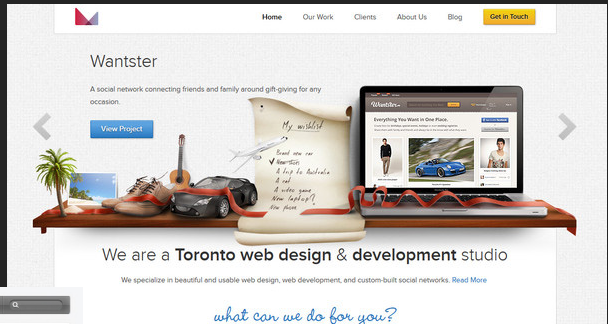 Home Our Work Clients About Us Blog Get in Touch
Wantster
A social network connecting friends and family around gift-giving for any
occasion.
View Project
My wishlist
Brand new car
A trip to Australia
A cat
A video game
New laptop?
New phone
Wantster
Everything You Want in One Place.
We are a Toronto web design & development studio
We specialize in beautiful and usable web design, web development, and custom-built social networks. Read More
what can we do for you?